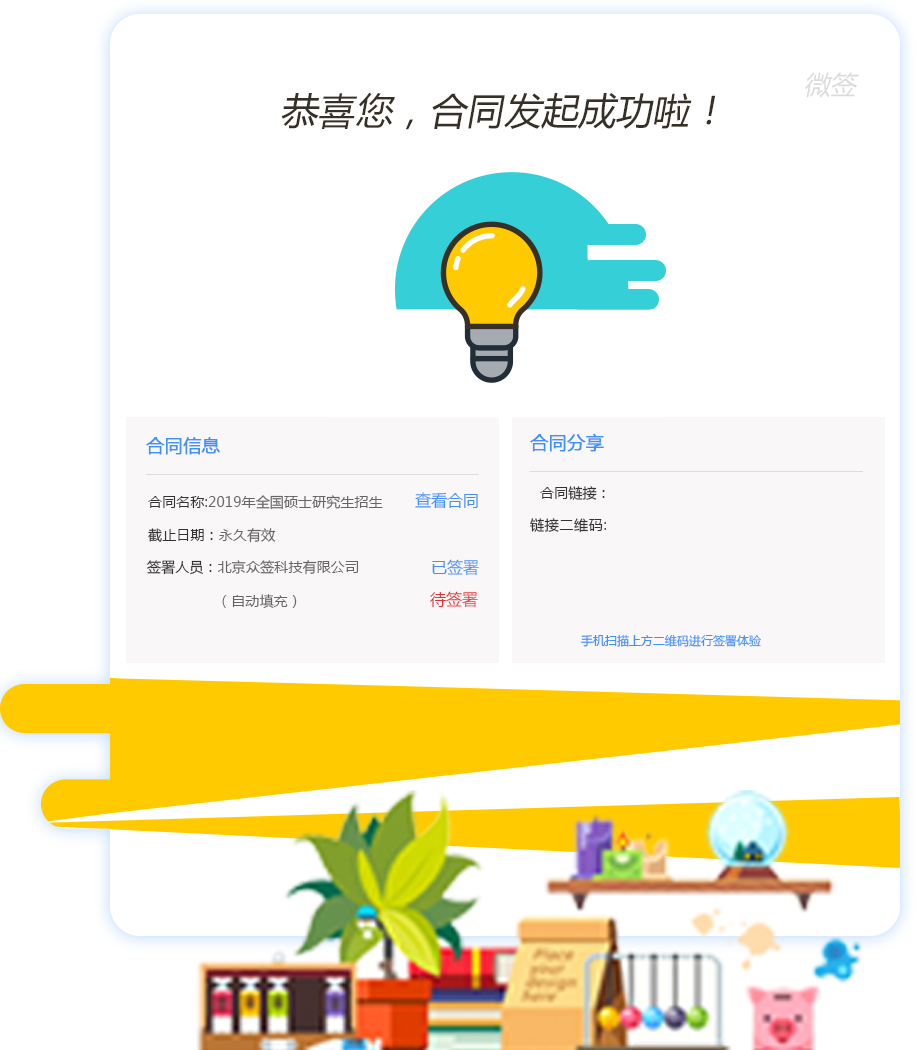 微签
恭喜您，合同发起成功啦！
合同信息
合同名称:2019年全国硕士研究生招生 查看合同
截止日期：永久有效
签署人员：北京众签科技有限公司 已签署
（自动填充） 待签署
合同分享
合同链接：
链接二维码:
手机扫描上方二维码进行签署体验
Place
your
design
here